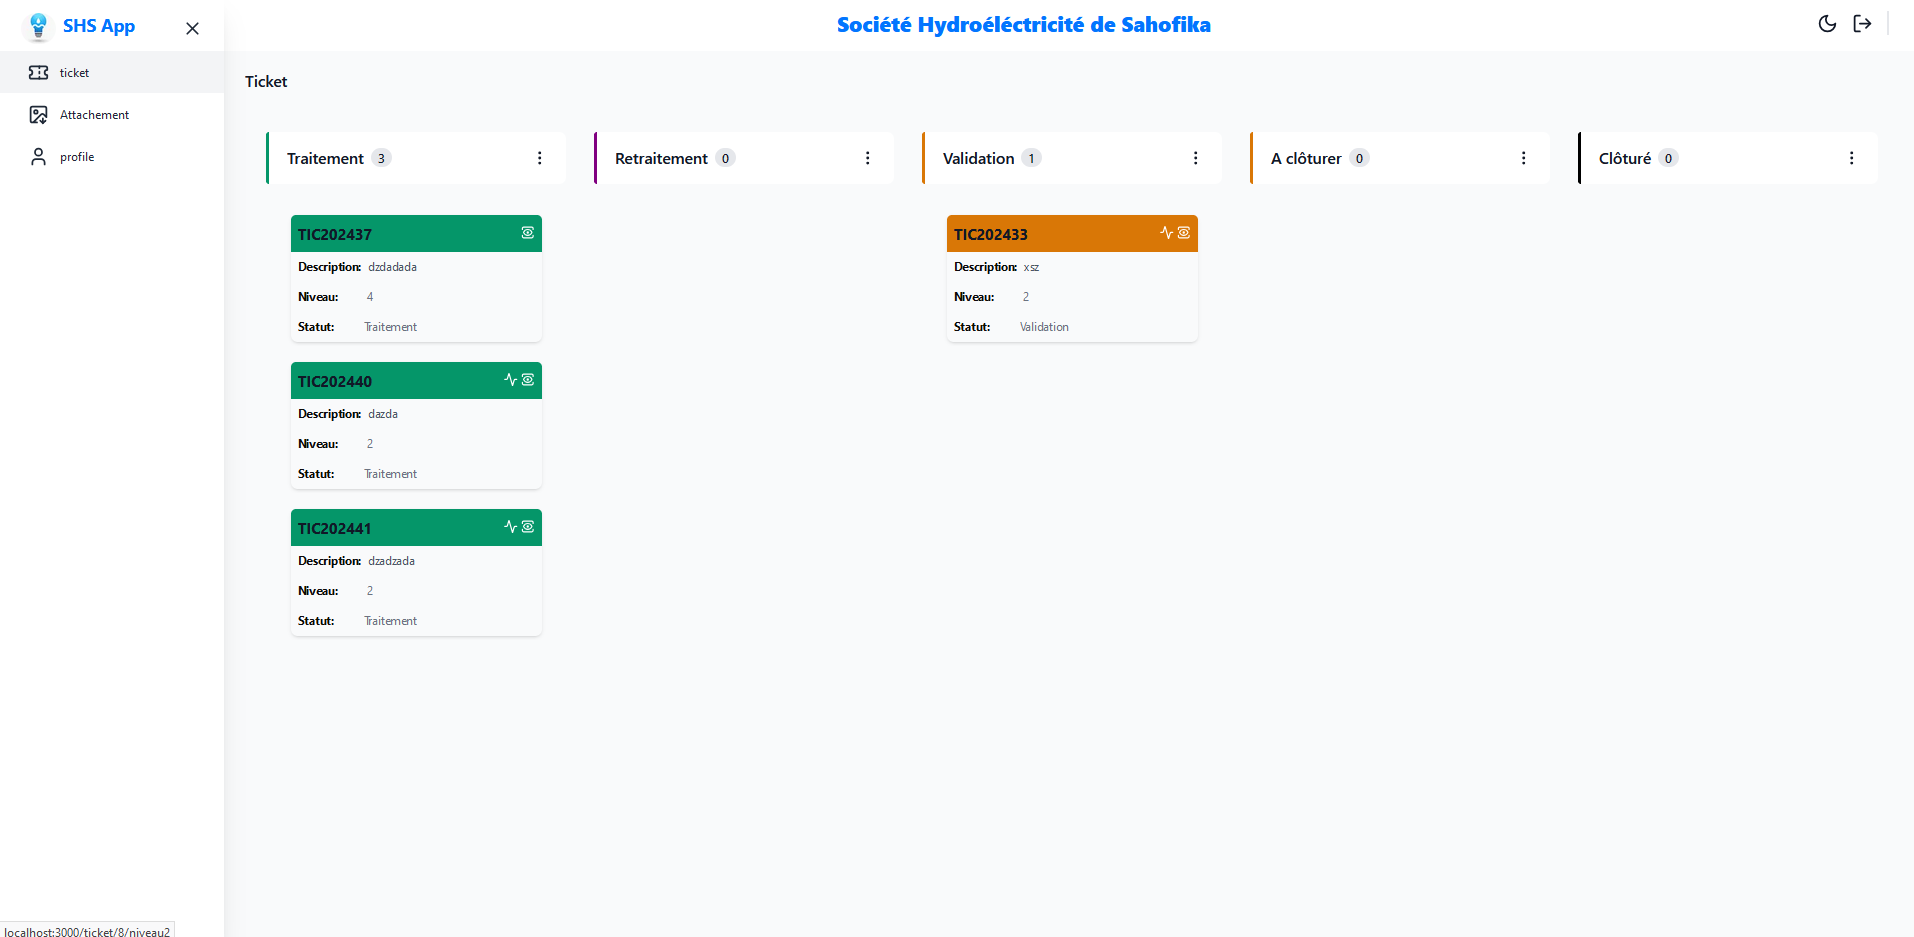 SHS App
Société Hydroéléctricité de Sahofika
ticket
Attachement
profile
Ticket
Traitement 3
Retraitement 0
Validation 1
A clôturer 0
Clôturé 0
TIC202437
Description: dzdadada
Niveau: 4
Statut: Traitement
TIC202440
Description: dazda
Niveau: 2
Statut: Traitement
TIC202441
Description: dzadzada
Niveau: 2
Statut: Traitement
TIC202433
Description: xsz
Niveau: 2
Statut: Validation
localhost:3000/ticket/8/niveau2